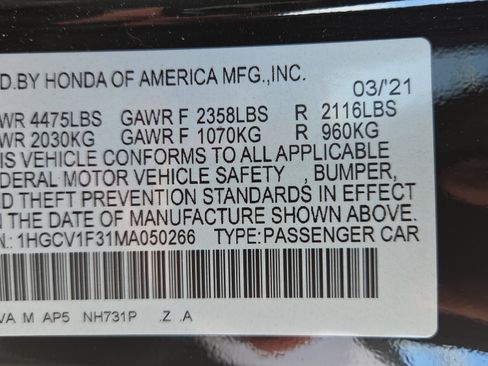 D.BY HONDA OF AMERICA MFG.,INC.
03/'21
WR 4475LBS GAWR F 2358LBS R 2116LBS
WR 2030KG GAWR F 1070KG R 960KG
IS VEHICLE CONFORMS TO ALL APPLICABLE
EDERAL MOTOR VEHICLE SAFETY , BUMPER,
ND THEFT PREVENTION STANDARDS IN EFFECT
N THE DATE OF MANUFACTURE SHOWN ABOVE.
N: 1HGCV1F31MA050266 TYPE:PASSENGER CAR
VA M AP5 NH731P .Z .A